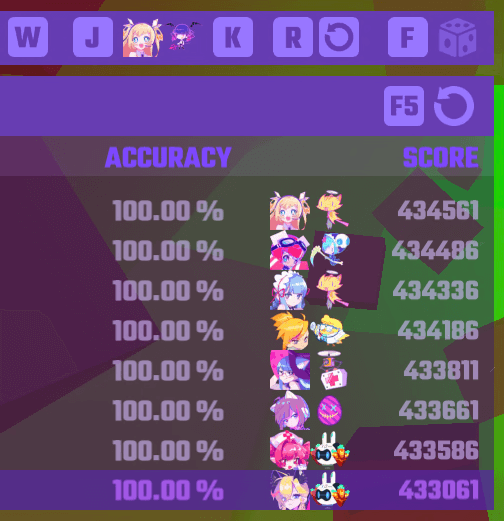 W J K R F
F5
ACCURACY SCORE
100.00 % 434561
100.00 % 434486
100.00 % 434336
100.00 % 434186
100.00 % 433811
100.00 % 433661
100.00 % 433586
100.00 % 433061